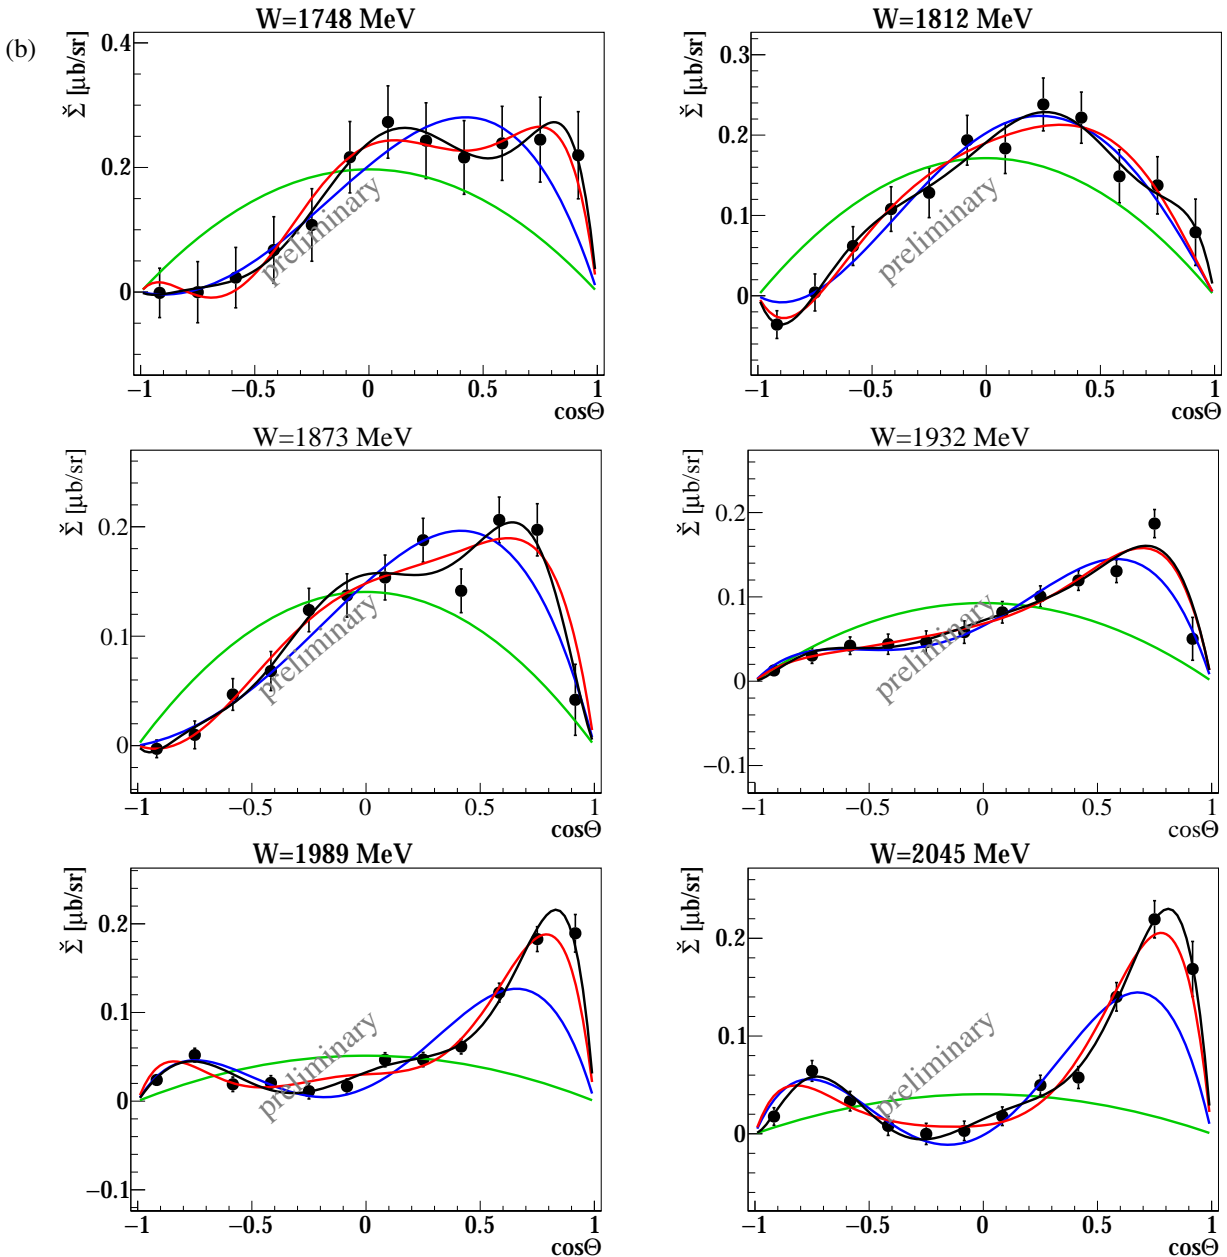 (b)
W=1748 MeV
Σ̆ [μb/sr]
0.4
0.2
0
preliminary
−1 −0.5 0 0.5 1
cosΘ
W=1812 MeV
Σ̆ [μb/sr]
0.3
0.2
0.1
0
preliminary
−1 −0.5 0 0.5 1
cosΘ
W=1873 MeV
Σ̆ [μb/sr]
0.2
0.1
0
preliminary
−1 −0.5 0 0.5 1
cosΘ
W=1932 MeV
Σ̆ [μb/sr]
0.2
0.1
0
−0.1
preliminary
−1 −0.5 0 0.5 1
cosΘ
W=1989 MeV
Σ̆ [μb/sr]
0.2
0.1
0
−0.1
preliminary
−1 −0.5 0 0.5 1
cosΘ
W=2045 MeV
Σ̆ [μb/sr]
0.2
0.1
0
preliminary
−1 −0.5 0 0.5 1
cosΘ